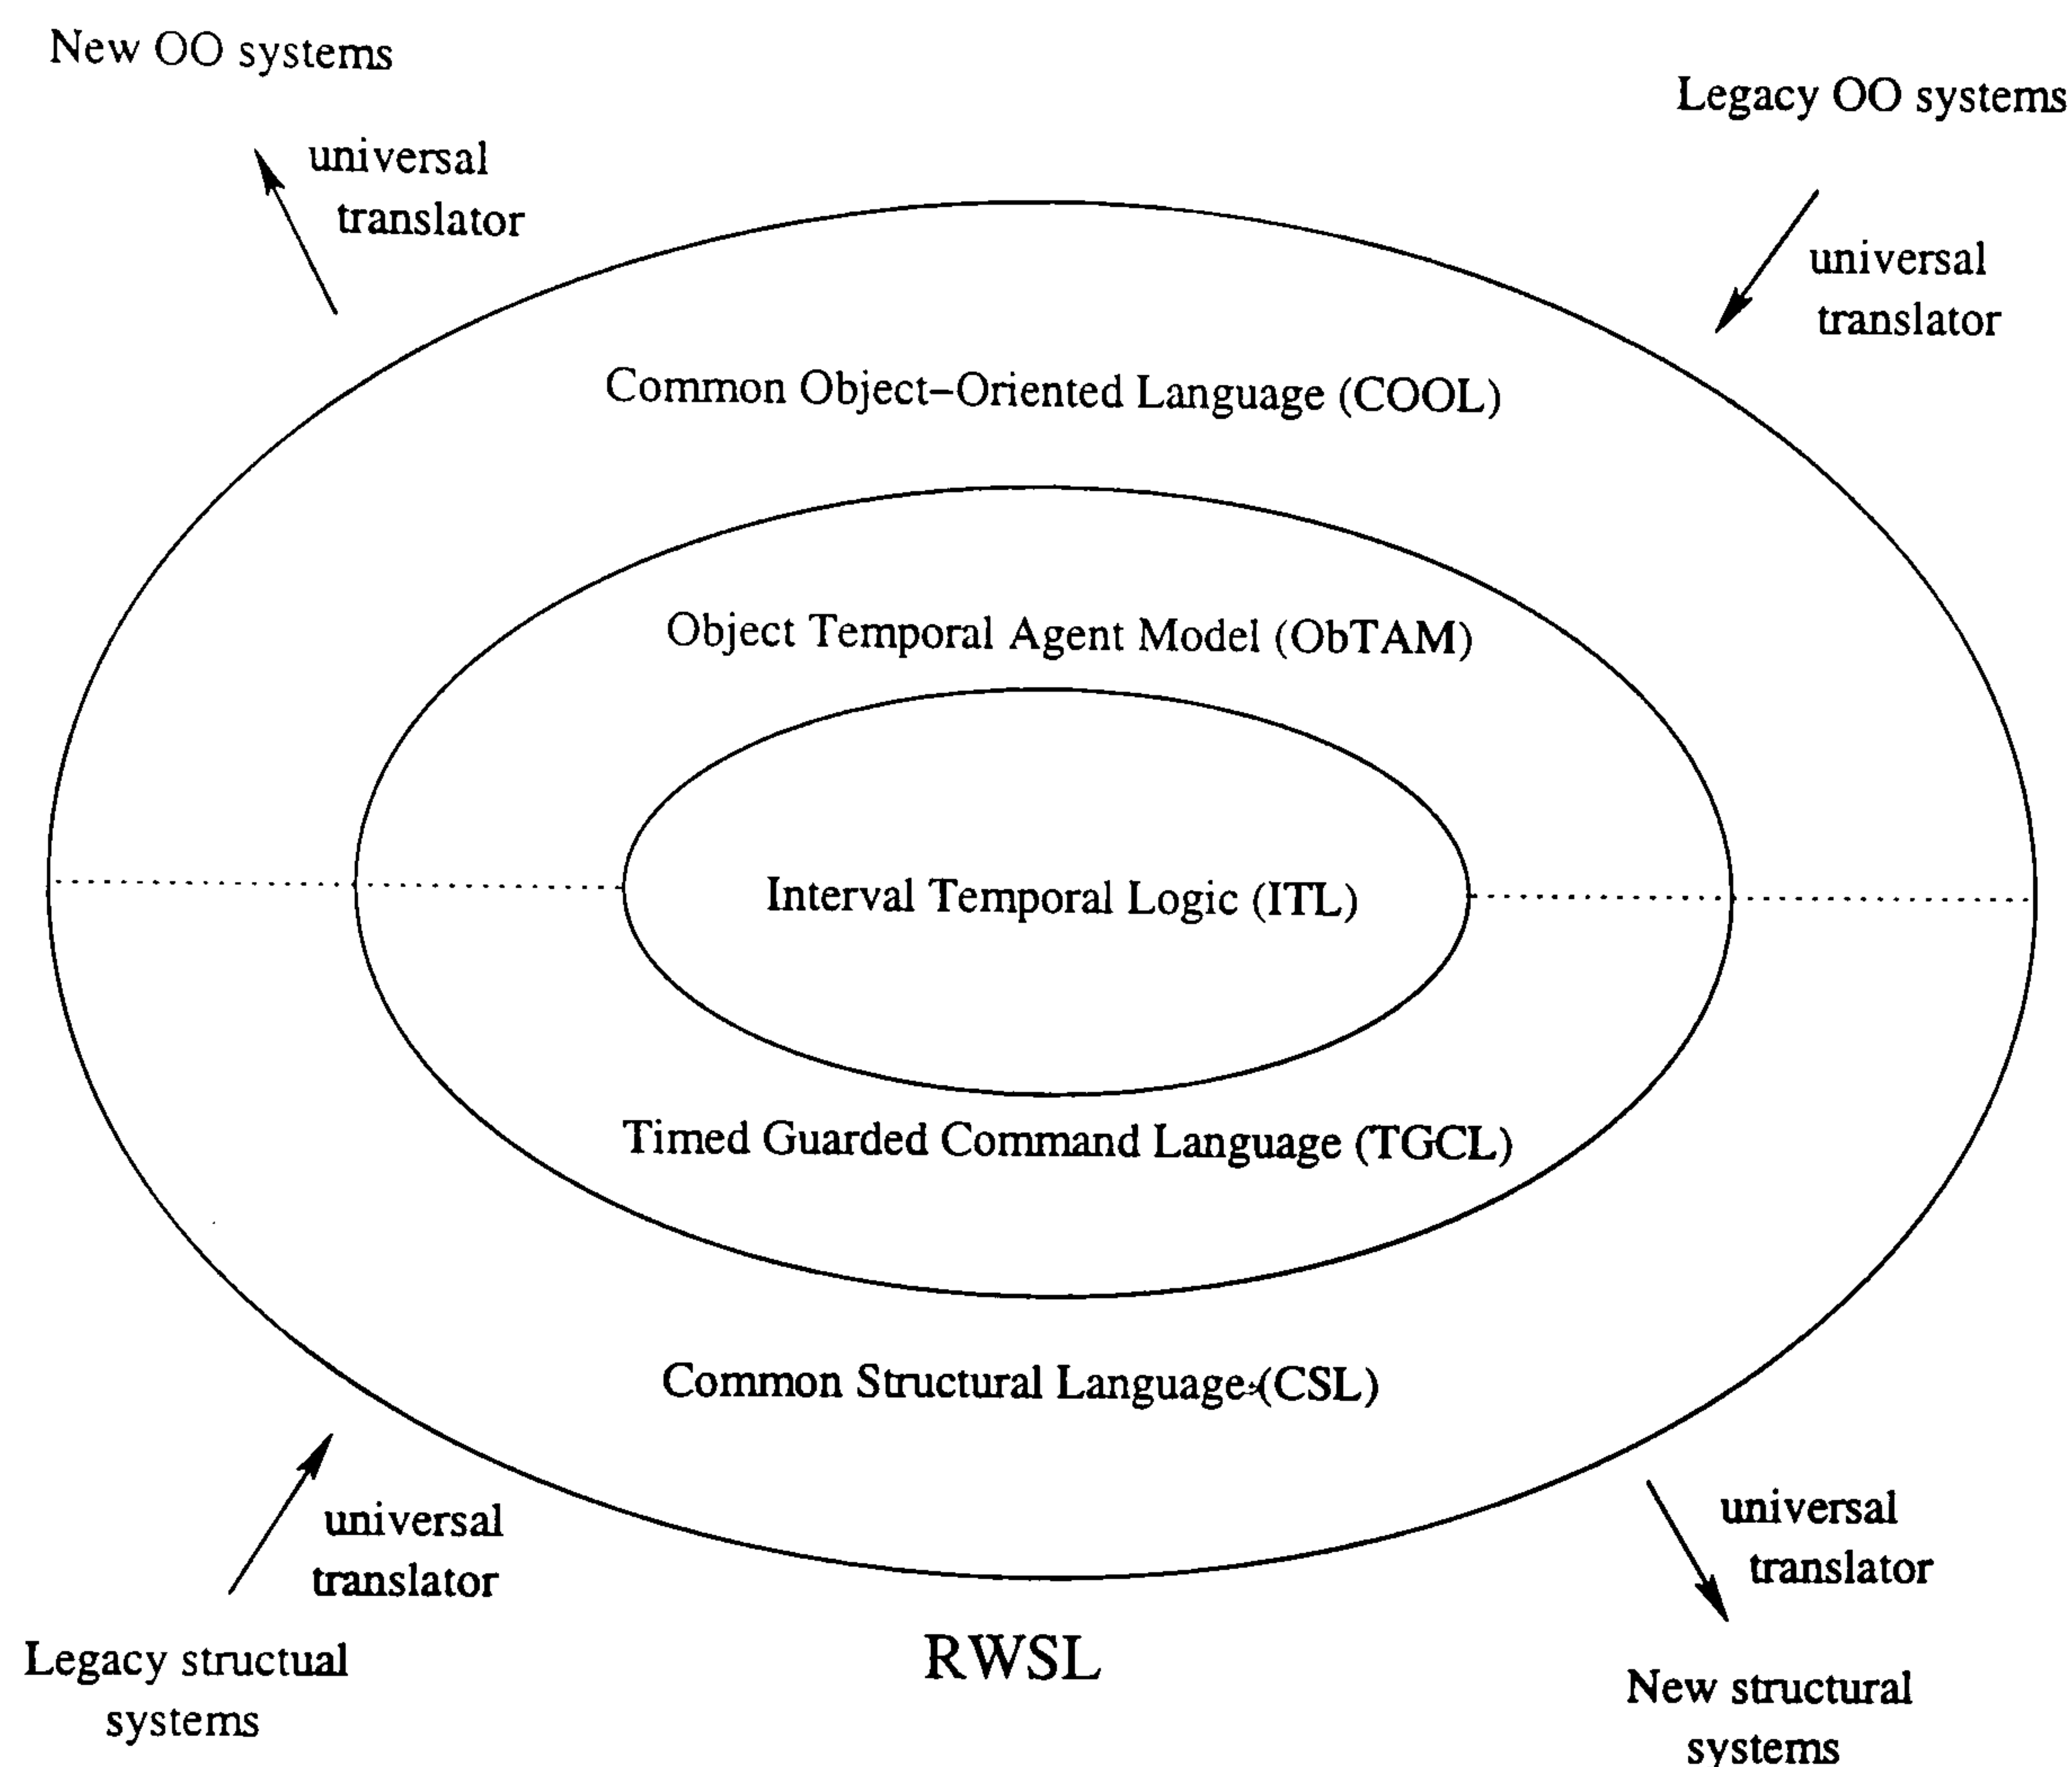 New OO systems
Legacy OO systems
universal
translator
universal
translator
Common Object–Oriented Language (COOL)
Object Temporal Agent Model (ObTAM)
Interval Temporal Logic (ITL)
Timed Guarded Command Language (TGCL)
Common Structural Language (CSL)
universal
translator
universal
translator
Legacy structual
systems
RWSL
New structural
systems